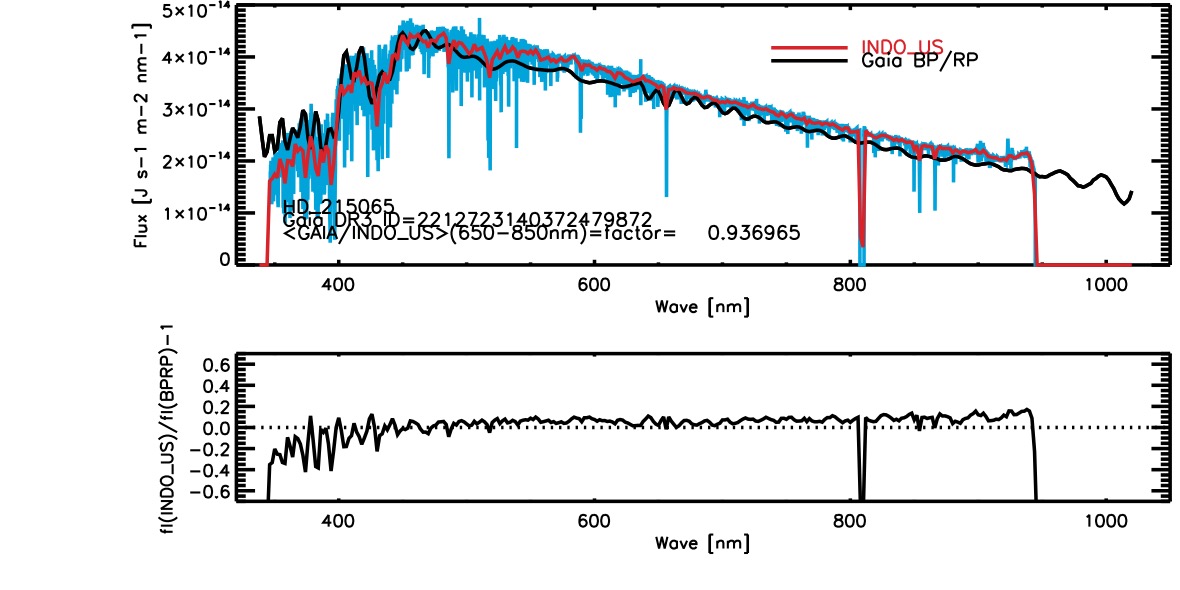 5×10⁻¹⁴
4×10⁻¹⁴
3×10⁻¹⁴
2×10⁻¹⁴
1×10⁻¹⁴
0
Flux [J s−1 m−2 nm−1]
INDO_US
Gaia BP/RP
HD_215065
Gaia DR3 ID=2212723140372479872
<GAIA/INDO_US>(650−850nm)=factor= 0.936965
400 600 800 1000
Wave [nm]
fl(INDO_US)/fl(BPRP)−1
0.6
0.4
0.2
0.0
−0.2
−0.4
−0.6
400 600 800 1000
Wave [nm]